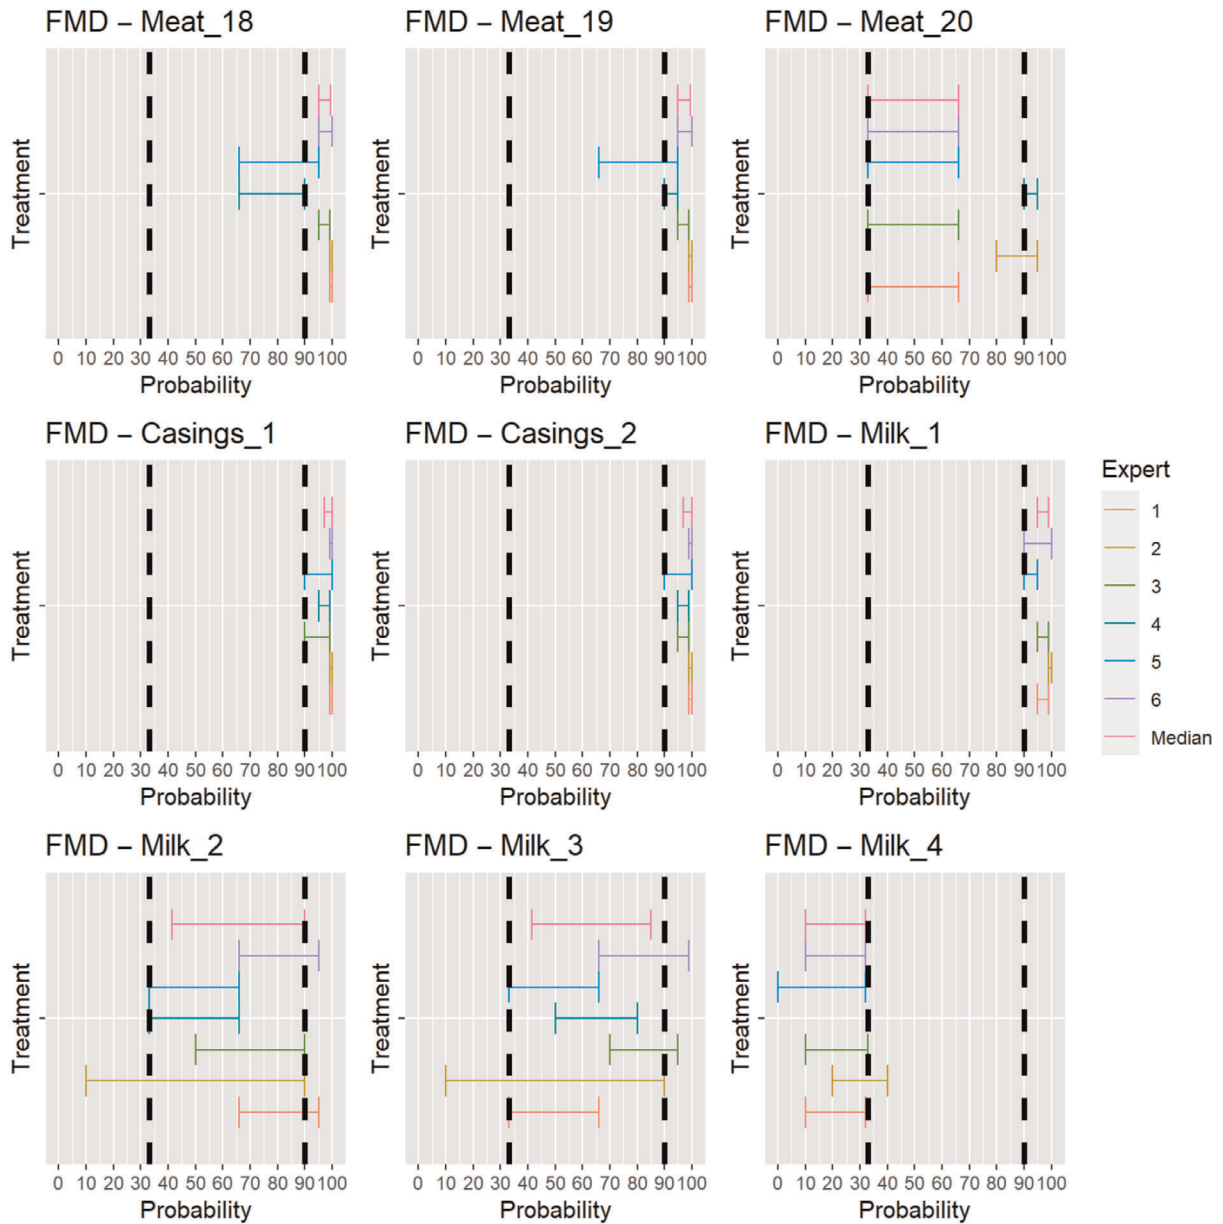 FMD – Meat_18
FMD – Meat_19
FMD – Meat_20
Treatment
Treatment
Treatment
0 10 20 30 40 50 60 70 80 90 100
0 10 20 30 40 50 60 70 80 90 100
0 10 20 30 40 50 60 70 80 90 100
Probability
Probability
Probability
FMD – Casings_1
FMD – Casings_2
FMD – Milk_1
Treatment
Treatment
Treatment
0 10 20 30 40 50 60 70 80 90 100
0 10 20 30 40 50 60 70 80 90 100
0 10 20 30 40 50 60 70 80 90 100
Probability
Probability
Probability
Expert
1
2
3
4
5
6
Median
FMD – Milk_2
FMD – Milk_3
FMD – Milk_4
Treatment
Treatment
Treatment
0 10 20 30 40 50 60 70 80 90 100
0 10 20 30 40 50 60 70 80 90 100
0 10 20 30 40 50 60 70 80 90 100
Probability
Probability
Probability